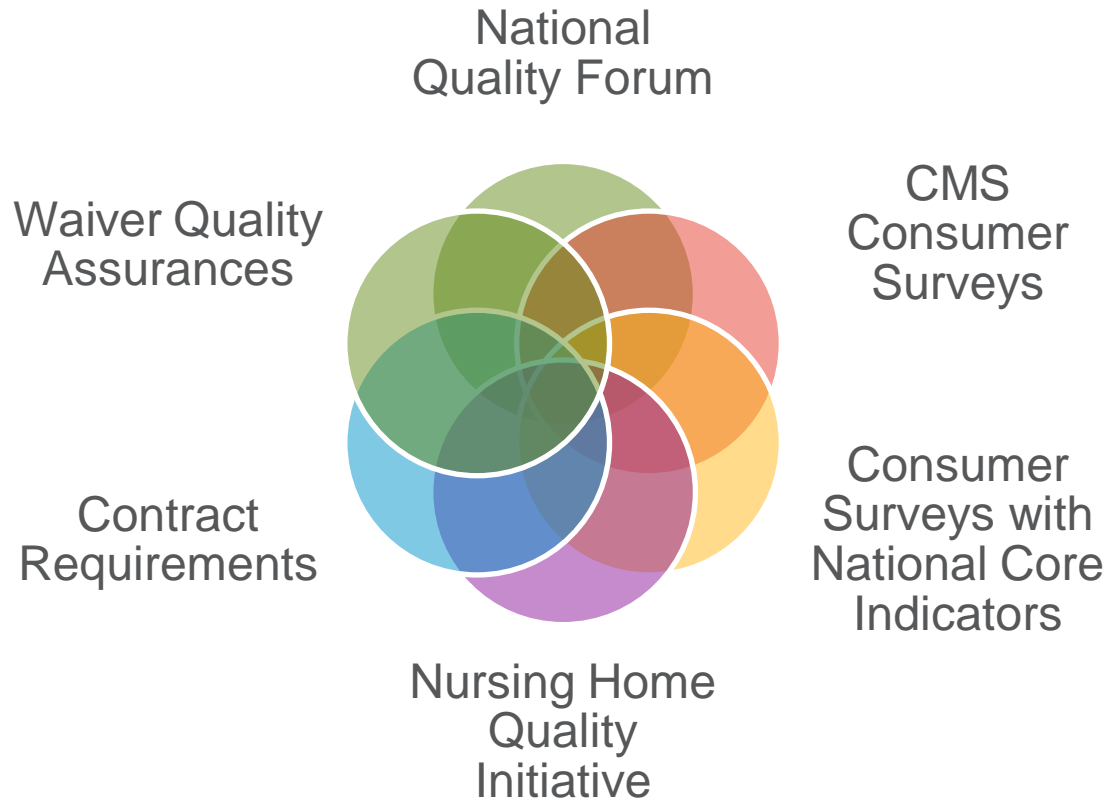 National
Quality Forum
CMS
Consumer
Surveys
Consumer
Surveys with
National Core
Indicators
Nursing Home
Quality
Initiative
Contract
Requirements
Waiver Quality
Assurances